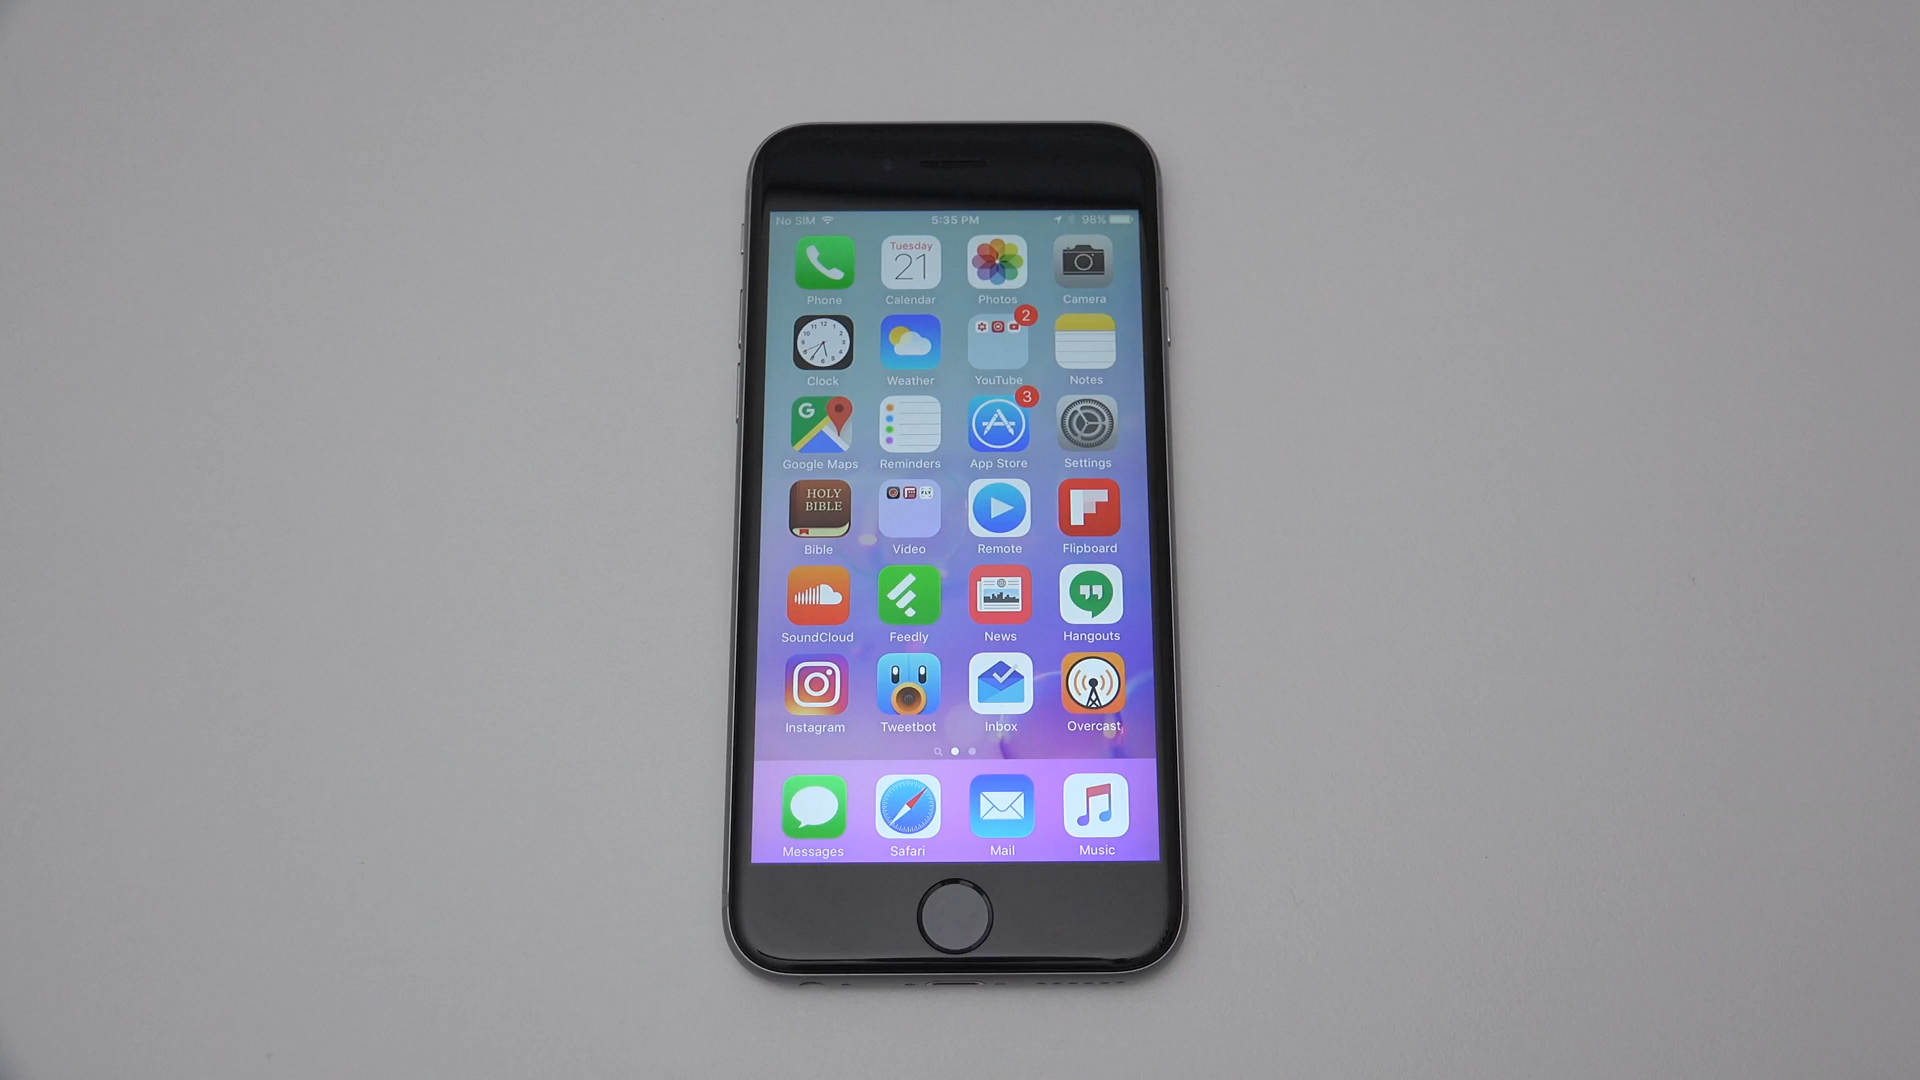 No SIM 5:35 PM 98%
Tuesday
21
Phone Calendar Photos Camera
2
Clock Weather YouTube Notes
G 3
Google Maps Reminders App Store Settings
HOLY
BIBLE
Bible Video Remote Flipboard
SoundCloud Feedly News Hangouts
Instagram Tweetbot Inbox Overcast
Messages Safari Mail Music